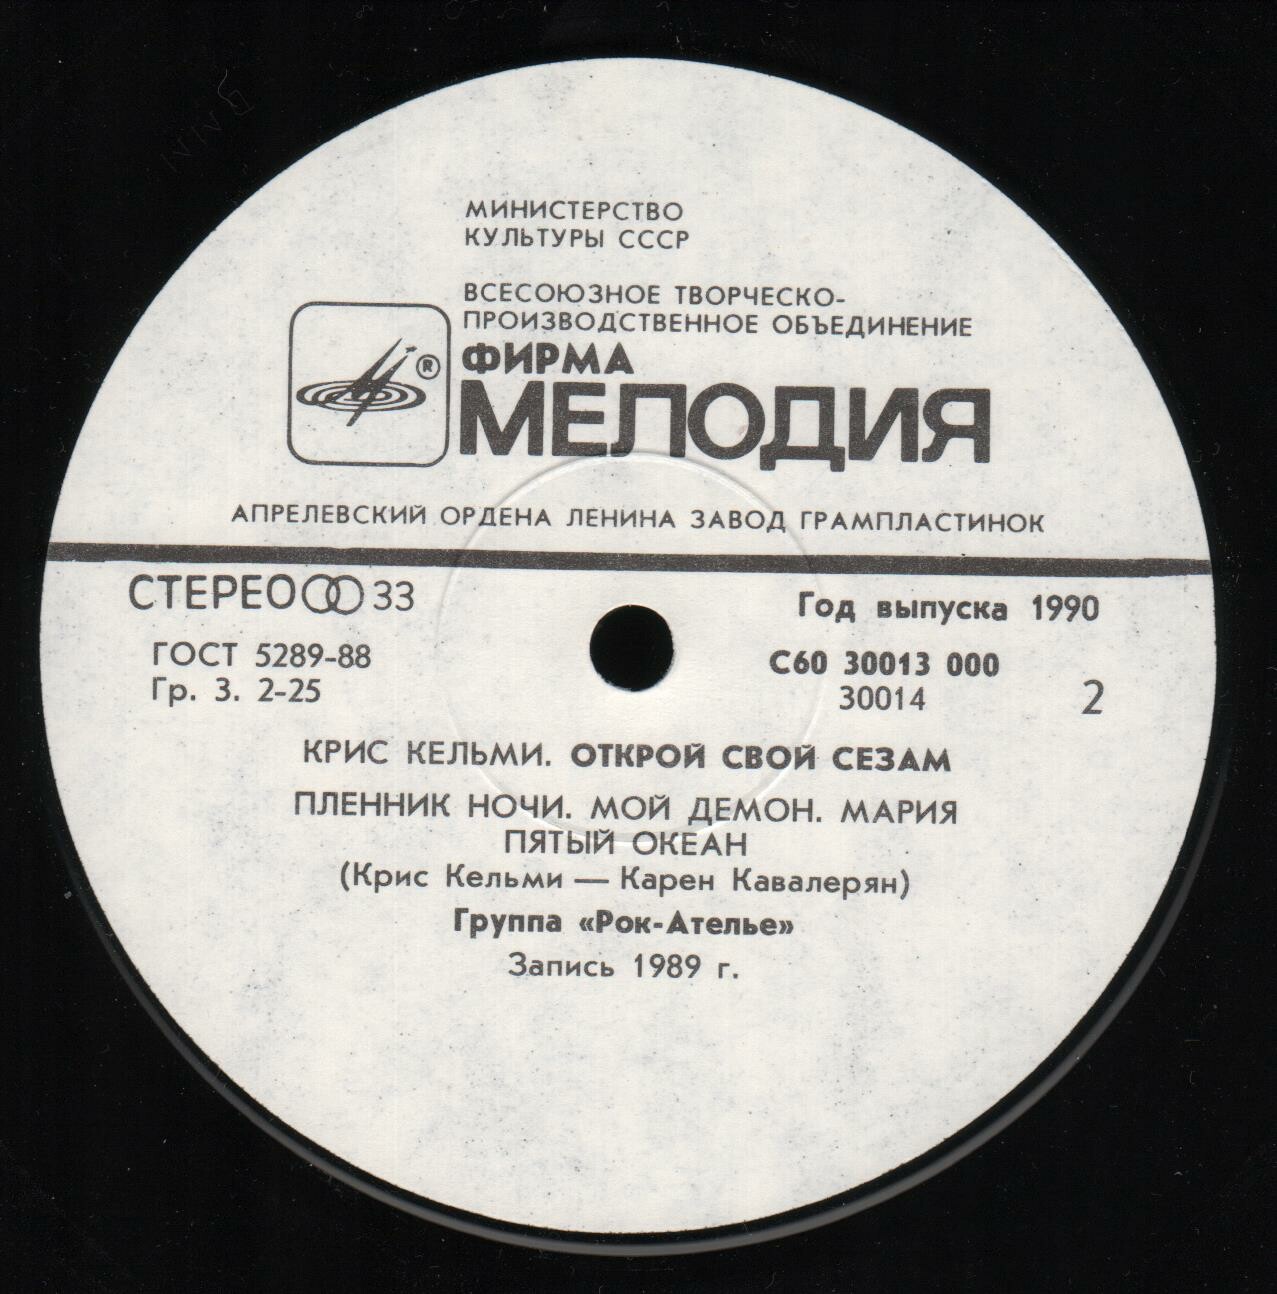 МИНИСТЕРСТВО
КУЛЬТУРЫ СССР
ВСЕСОЮЗНОЕ ТВОРЧЕСКО-
ПРОИЗВОДСТВЕННОЕ ОБЪЕДИНЕНИЕ
ФИРМА
®
МЕЛОДИЯ
АПРЕЛЕВСКИЙ ОРДЕНА ЛЕНИНА ЗАВОД ГРАМПЛАСТИНОК
СТЕРЕО 33
Год выпуска 1990
ГОСТ 5289-88
С60 30013 000
Гр. 3. 2-25
30014
2
КРИС КЕЛЬМИ. ОТКРОЙ СВОЙ СЕЗАМ
ПЛЕННИК НОЧИ. МОЙ ДЕМОН. МАРИЯ
ПЯТЫЙ ОКЕАН
(Крис Кельми — Карен Кавалерян)
Группа «Рок-Ателье»
Запись 1989 г.